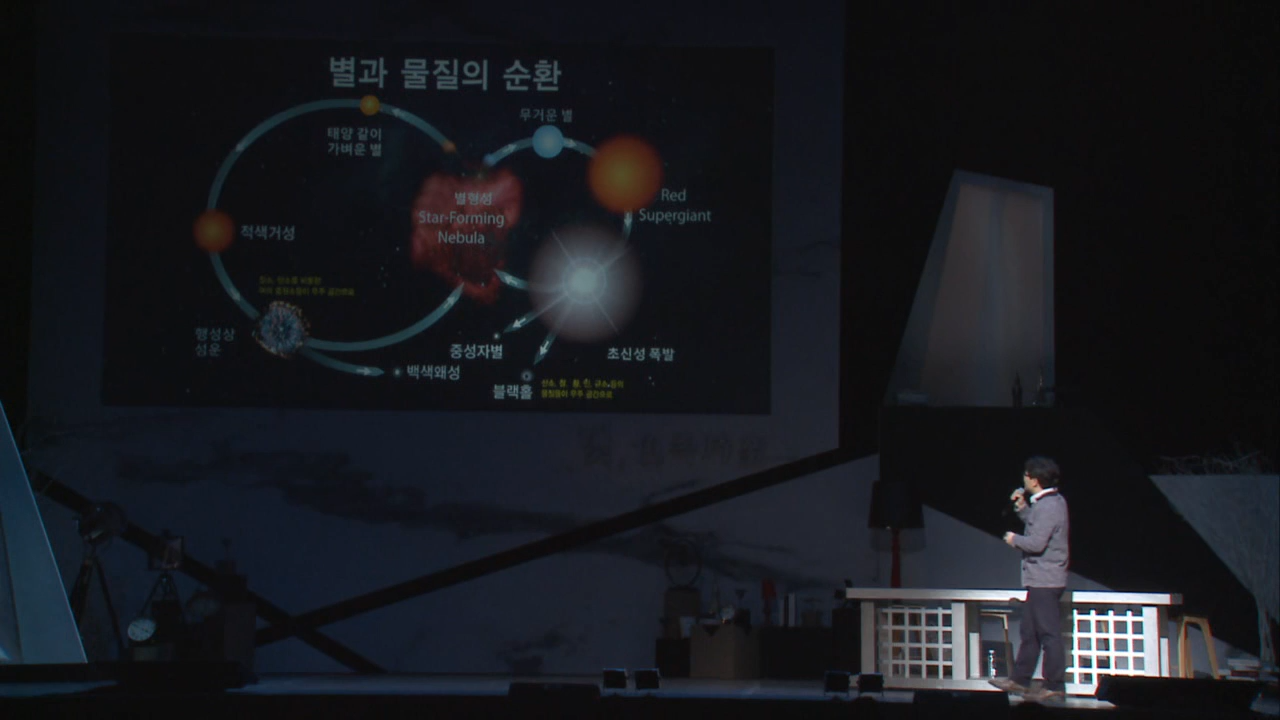 별과 물질의 순환
무거운 별
태양 같이
가벼운 별
별형성
Star-Forming
Nebula
Red
Supergiant
적색거성
행성상
성운
중성자별
초신성 폭발
백색왜성
블랙홀